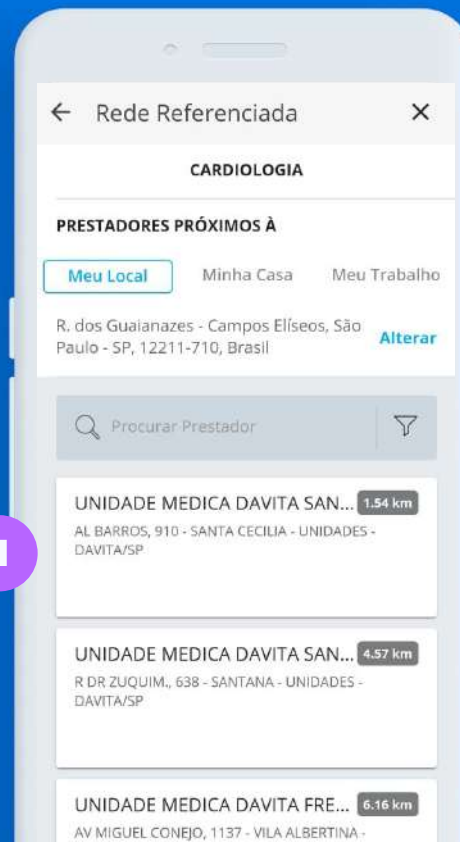 Rede Referenciada
CARDIOLOGIA
PRESTADORES PRÓXIMOS À
Meu Local Minha Casa Meu Trabalho
R. dos Guaianazes - Campos Elíseos, São
Paulo - SP, 12211-710, Brasil
Alterar
Procurar Prestador
UNIDADE MEDICA DAVITA SAN... 1.54 km
AL BARROS, 910 - SANTA CECILIA - UNIDADES -
DAVITA/SP
UNIDADE MEDICA DAVITA SAN... 4.57 km
R DR ZUQUIM., 638 - SANTANA - UNIDADES -
DAVITA/SP
UNIDADE MEDICA DAVITA FRE... 6.16 km
AV MIGUEL CONEJO, 1137 - VILA ALBERTINA -